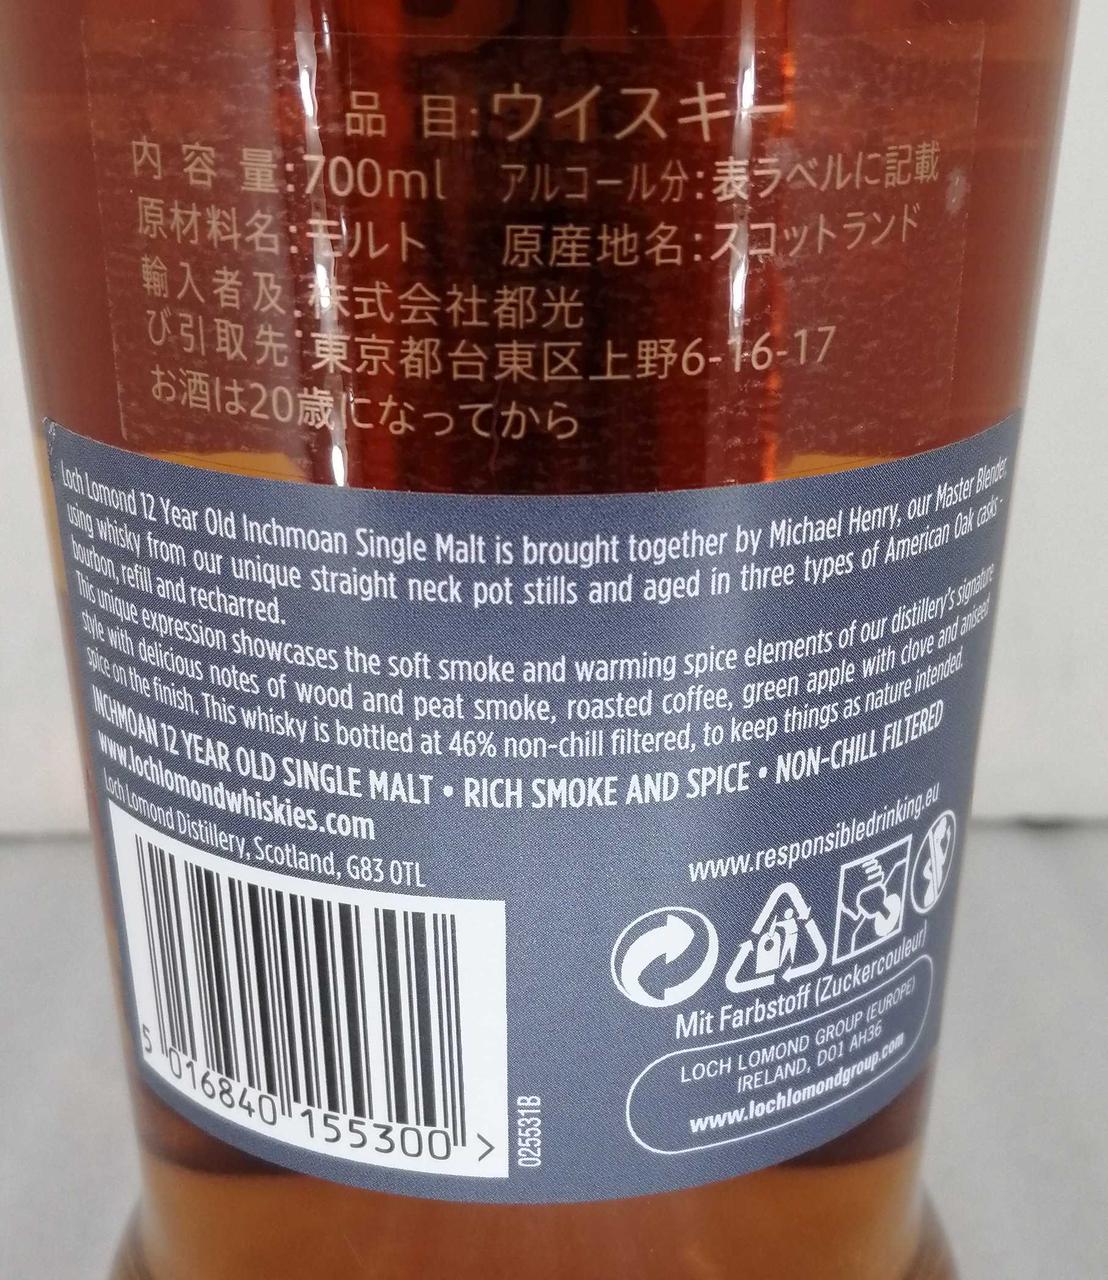 品 目:ウイスキー
内 容 量:700ml アルコール分:表ラベルに記載
原材料名:モルト 原産地名:スコットランド
輸入者及 株式会社都光
び引取先:東京都台東区上野6-16-17
お酒は20歳になってから
Loch Lomond 12 Year Old Inchmoan Single Malt is brought together by Michael Henry, our Master Blender,
using whisky from our unique straight neck pot stills and aged in three types of American Oak casks -
bourbon, refill and recharred.
This unique expression showcases the soft smoke and warming spice elements of our distillery's signature
style with delicious notes of wood and peat smoke, roasted coffee, green apple with clove and aniseed
spice on the finish. This whisky is bottled at 46% non-chill filtered, to keep things as nature intended.
INCHMOAN 12 YEAR OLD SINGLE MALT • RICH SMOKE AND SPICE • NON-CHILL FILTERED
www.lochlomondwhiskies.com
Loch Lomond Distillery, Scotland, G83 0TL
www.responsibledrinking.eu
Mit Farbstoff (Zuckercouleur)
LOCH LOMOND GROUP (EUROPE)
IRELAND, D01 AH36
www.lochlomondgroup.com
5 016840 155300 >
025531B